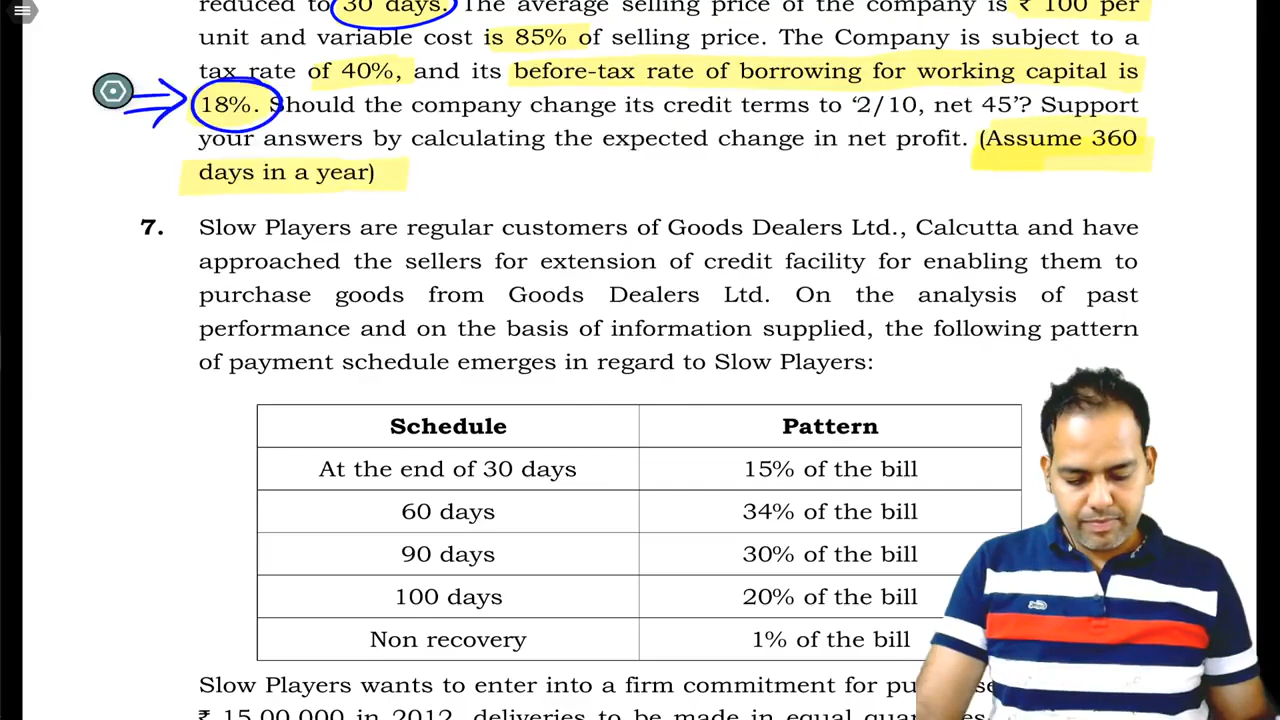 reduced to 30 days. The average selling price of the company is ₹ 100 per
unit and variable cost is 85% of selling price. The Company is subject to a
tax rate of 40%, and its before-tax rate of borrowing for working capital is
18%. Should the company change its credit terms to ‘2/10, net 45’? Support
your answers by calculating the expected change in net profit. (Assume 360
days in a year)
7. Slow Players are regular customers of Goods Dealers Ltd., Calcutta and have
approached the sellers for extension of credit facility for enabling them to
purchase goods from Goods Dealers Ltd. On the analysis of past
performance and on the basis of information supplied, the following pattern
of payment schedule emerges in regard to Slow Players:
Schedule Pattern
At the end of 30 days 15% of the bill
60 days 34% of the bill
90 days 30% of the bill
100 days 20% of the bill
Non recovery 1% of the bill
Slow Players wants to enter into a firm commitment for
₹ 15,00,000 in 2012, deliveries to be made in equal